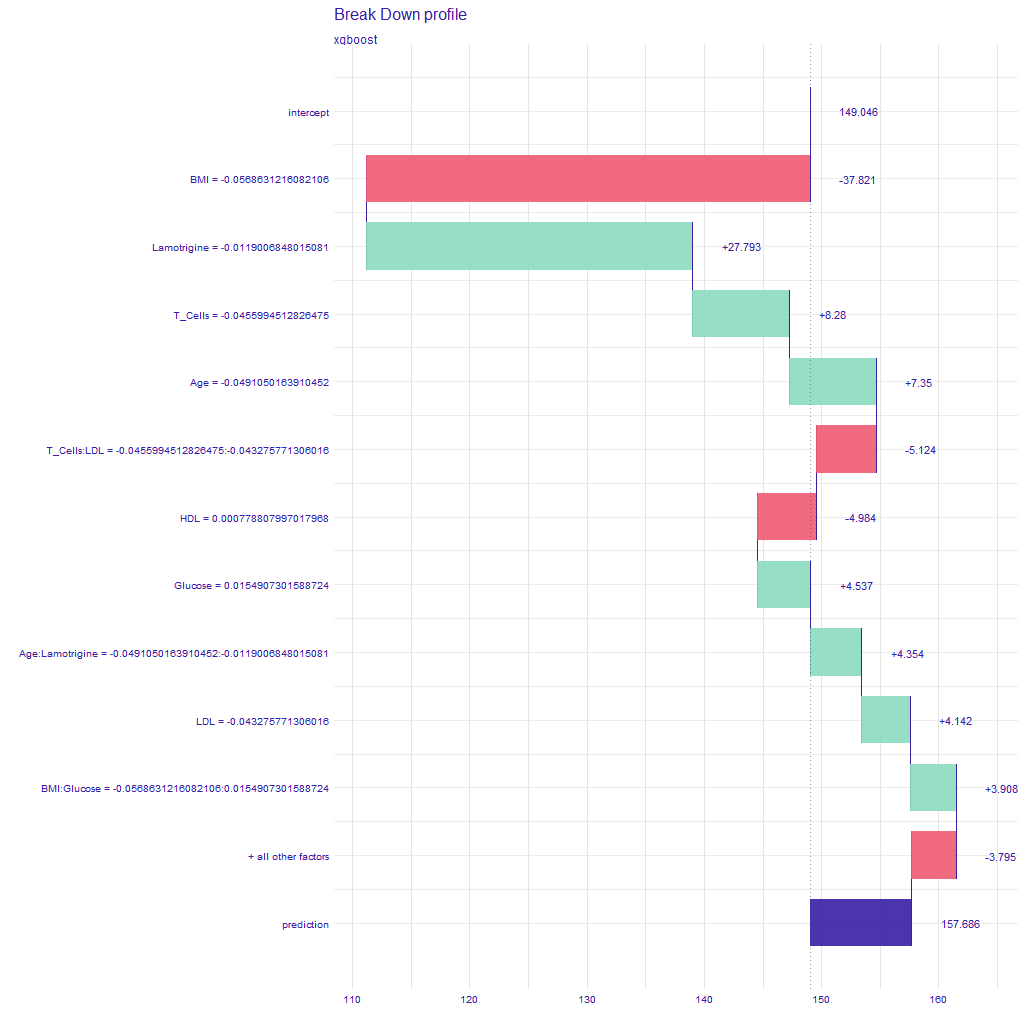 Break Down profile
xgboost
intercept 149.046
BMI = -0.0568631216082106 -37.821
Lamotrigine = -0.0119006848015081 +27.793
T_Cells = -0.0455994512826475 +8.28
Age = -0.0491050163910452 +7.35
T_Cells:LDL = -0.0455994512826475:-0.043275771306016 -5.124
HDL = 0.000778807997017968 -4.984
Glucose = 0.0154907301588724 +4.537
Age:Lamotrigine = -0.0491050163910452:-0.0119006848015081 +4.354
LDL = -0.043275771306016 +4.142
BMI:Glucose = -0.0568631216082106:0.0154907301588724 +3.908
+ all other factors -3.795
prediction 157.686
110 120 130 140 150 160